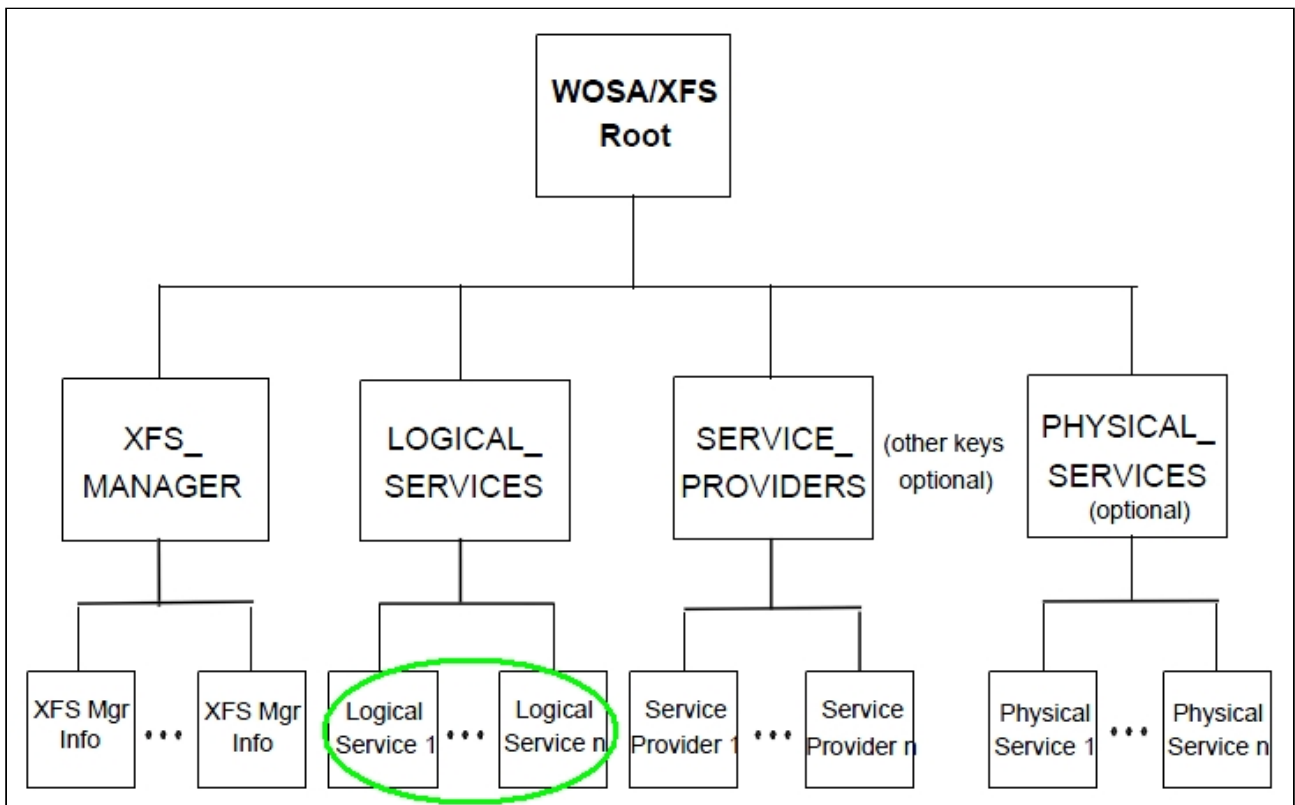 WOSA/XFS
Root
XFS_
MANAGER
LOGICAL_
SERVICES
SERVICE_
PROVIDERS
(other keys
optional)
PHYSICAL_
SERVICES
(optional)
XFS Mgr
Info
•••
XFS Mgr
Info
Logical
Service 1
•••
Logical
Service n
Service
Provider 1
•••
Service
Provider n
Physical
Service 1
•••
Physical
Service n